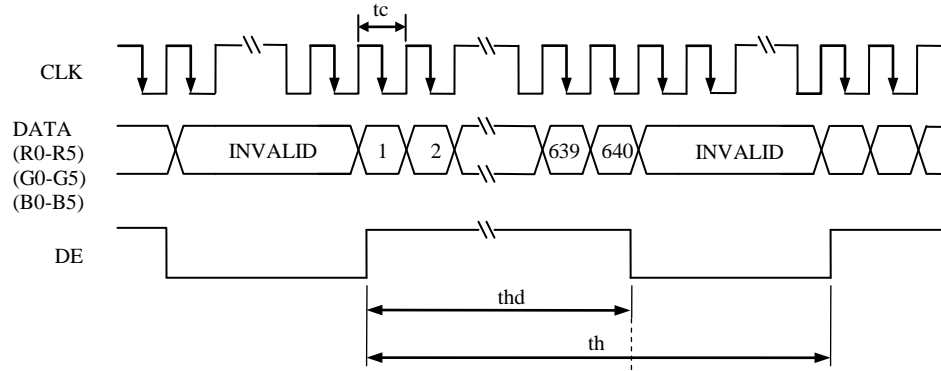 tc
CLK
DATA
(R0-R5)
(G0-G5)
(B0-B5)
INVALID 1 2 639 640 INVALID
DE
thd
th